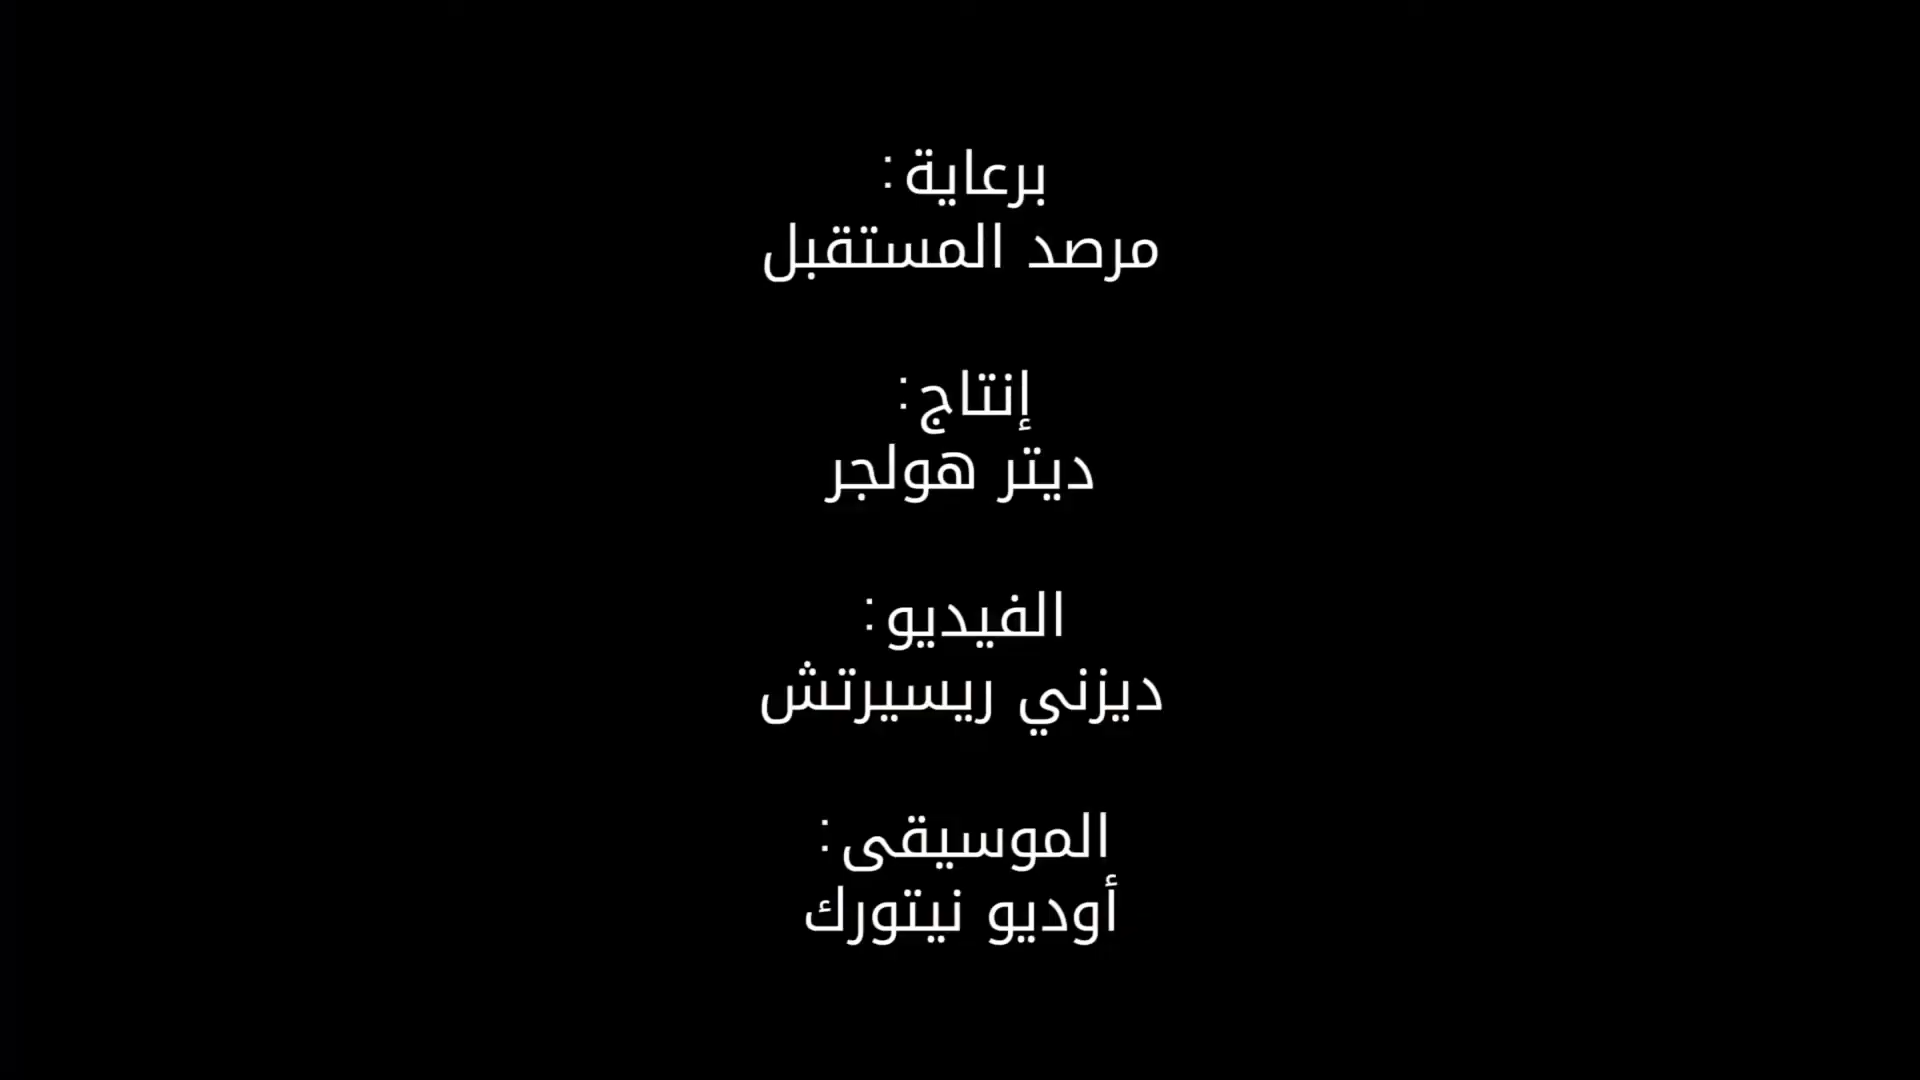 برعاية:
مرصد المستقبل
إنتاج:
ديتر هولجر
الفيديو:
ديزني ريسيرتش
الموسيقى:
أوديو نيتورك